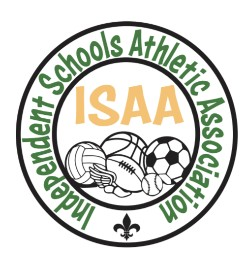 Independent Schools Athletic Association
ISAA